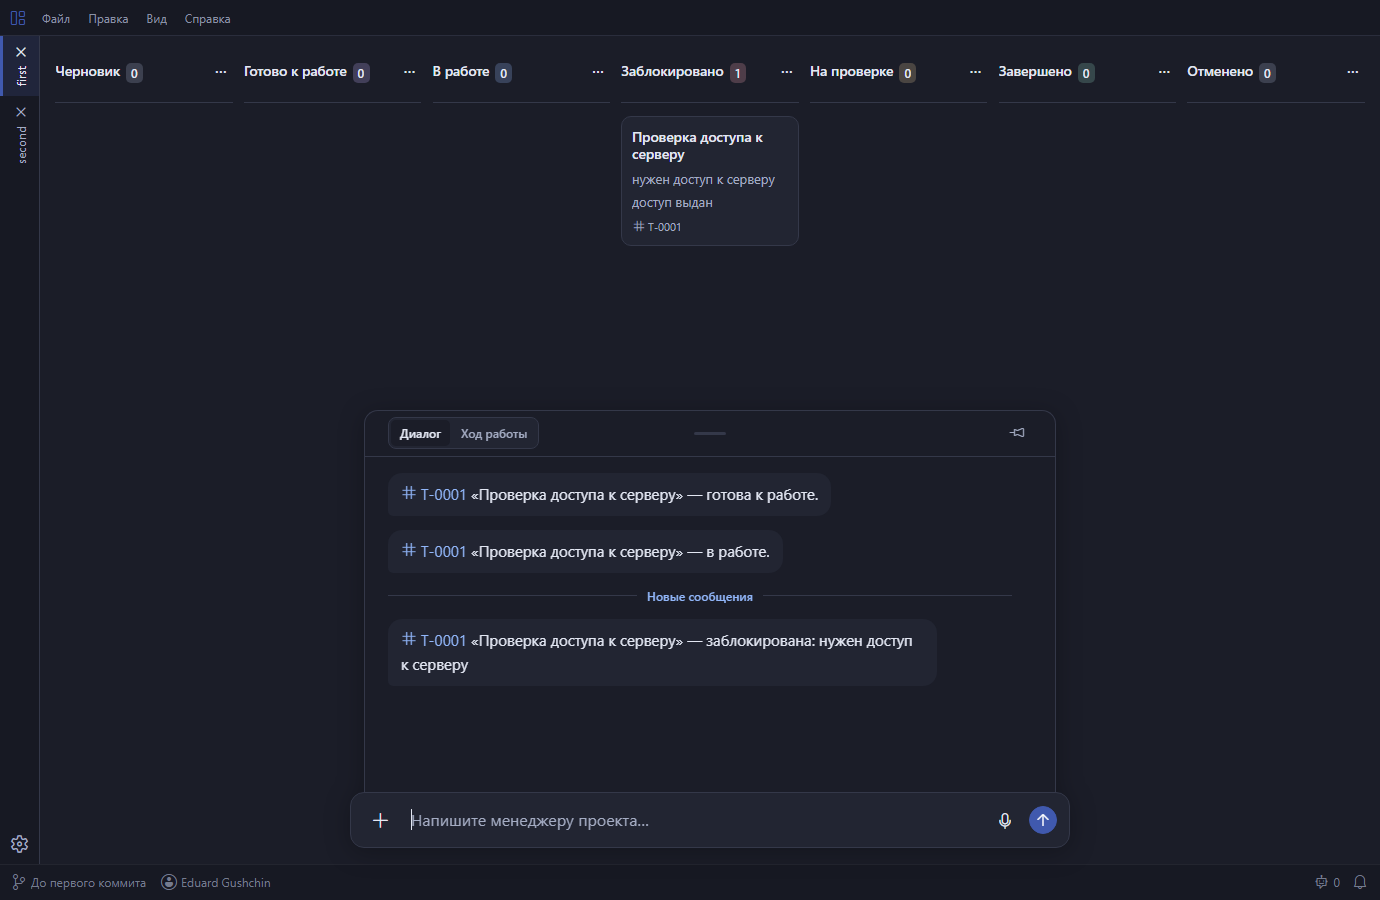 Файл Правка Вид Справка
first
second
Черновик 0 ...
Готово к работе 0 ...
В работе 0 ...
Заблокировано 1 ...
На проверке 0 ...
Завершено 0 ...
Отменено 0 ...
Проверка доступа к
серверу
нужен доступ к серверу
доступ выдан
# T-0001
Диалог Ход работы
# T-0001 «Проверка доступа к серверу» — готова к работе.
# T-0001 «Проверка доступа к серверу» — в работе.
Новые сообщения
# T-0001 «Проверка доступа к серверу» — заблокирована: нужен доступ
к серверу
Напишите менеджеру проекта...
До первого коммита Eduard Gushchin 0